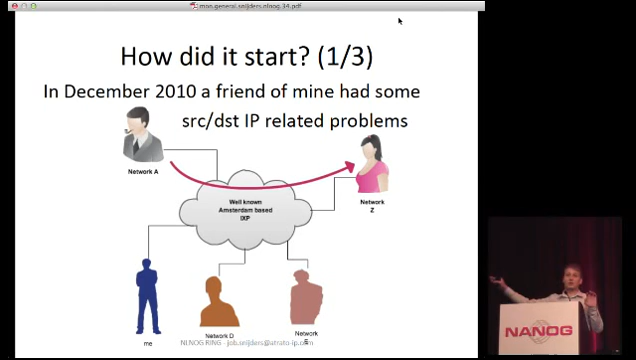 mon.general.snijders.nlnog.34.pdf
How did it start? (1/3)
In December 2010 a friend of mine had some
src/dst IP related problems
Network A
Network
Z
Well known
Amsterdam based
IXP
me
Network D
Network
E
NLNOG RING - job.snijders@atrato-ip.com
NANOG